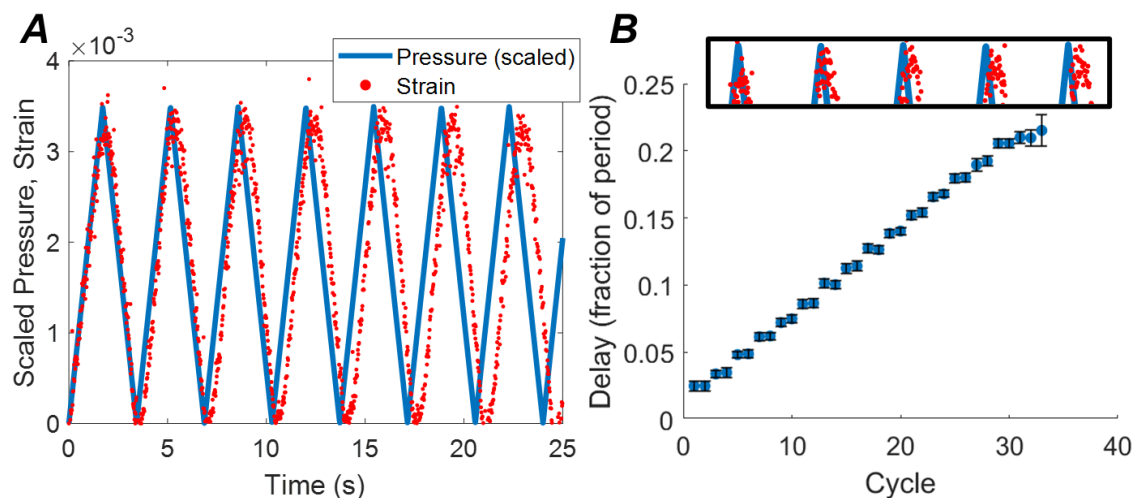 A
×10⁻³
Pressure (scaled)
Strain
4
3
2
1
0
Scaled Pressure, Strain
0 5 10 15 20 25
Time (s)
B
0.25
0.2
0.15
0.1
0.05
0
Delay (fraction of period)
0 10 20 30 40
Cycle